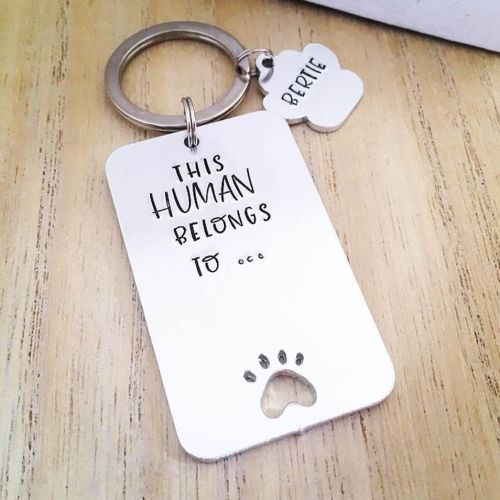 THIS
HUMAN
BELONGS
TO ...
BERTIE